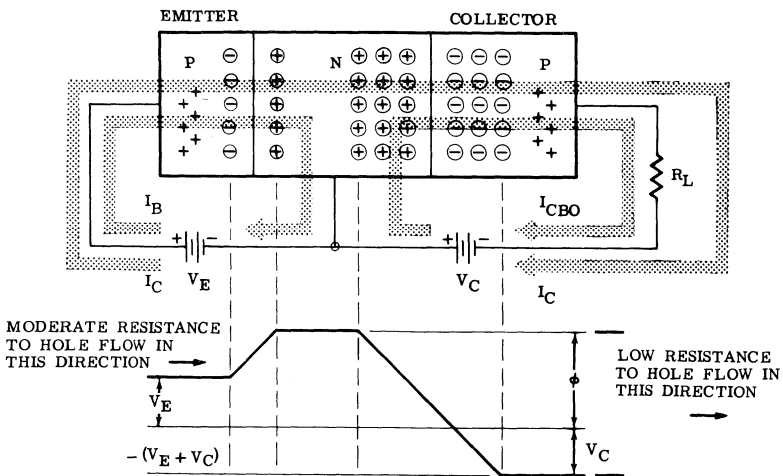 EMITTER
COLLECTOR
P
N
P
I_B
I_CBO
R_L
I_C
V_E
V_C
I_C
MODERATE RESISTANCE
TO HOLE FLOW IN
THIS DIRECTION
LOW RESISTANCE
TO HOLE FLOW IN
THIS DIRECTION
V_E
ϕ
V_C
-(V_E + V_C)